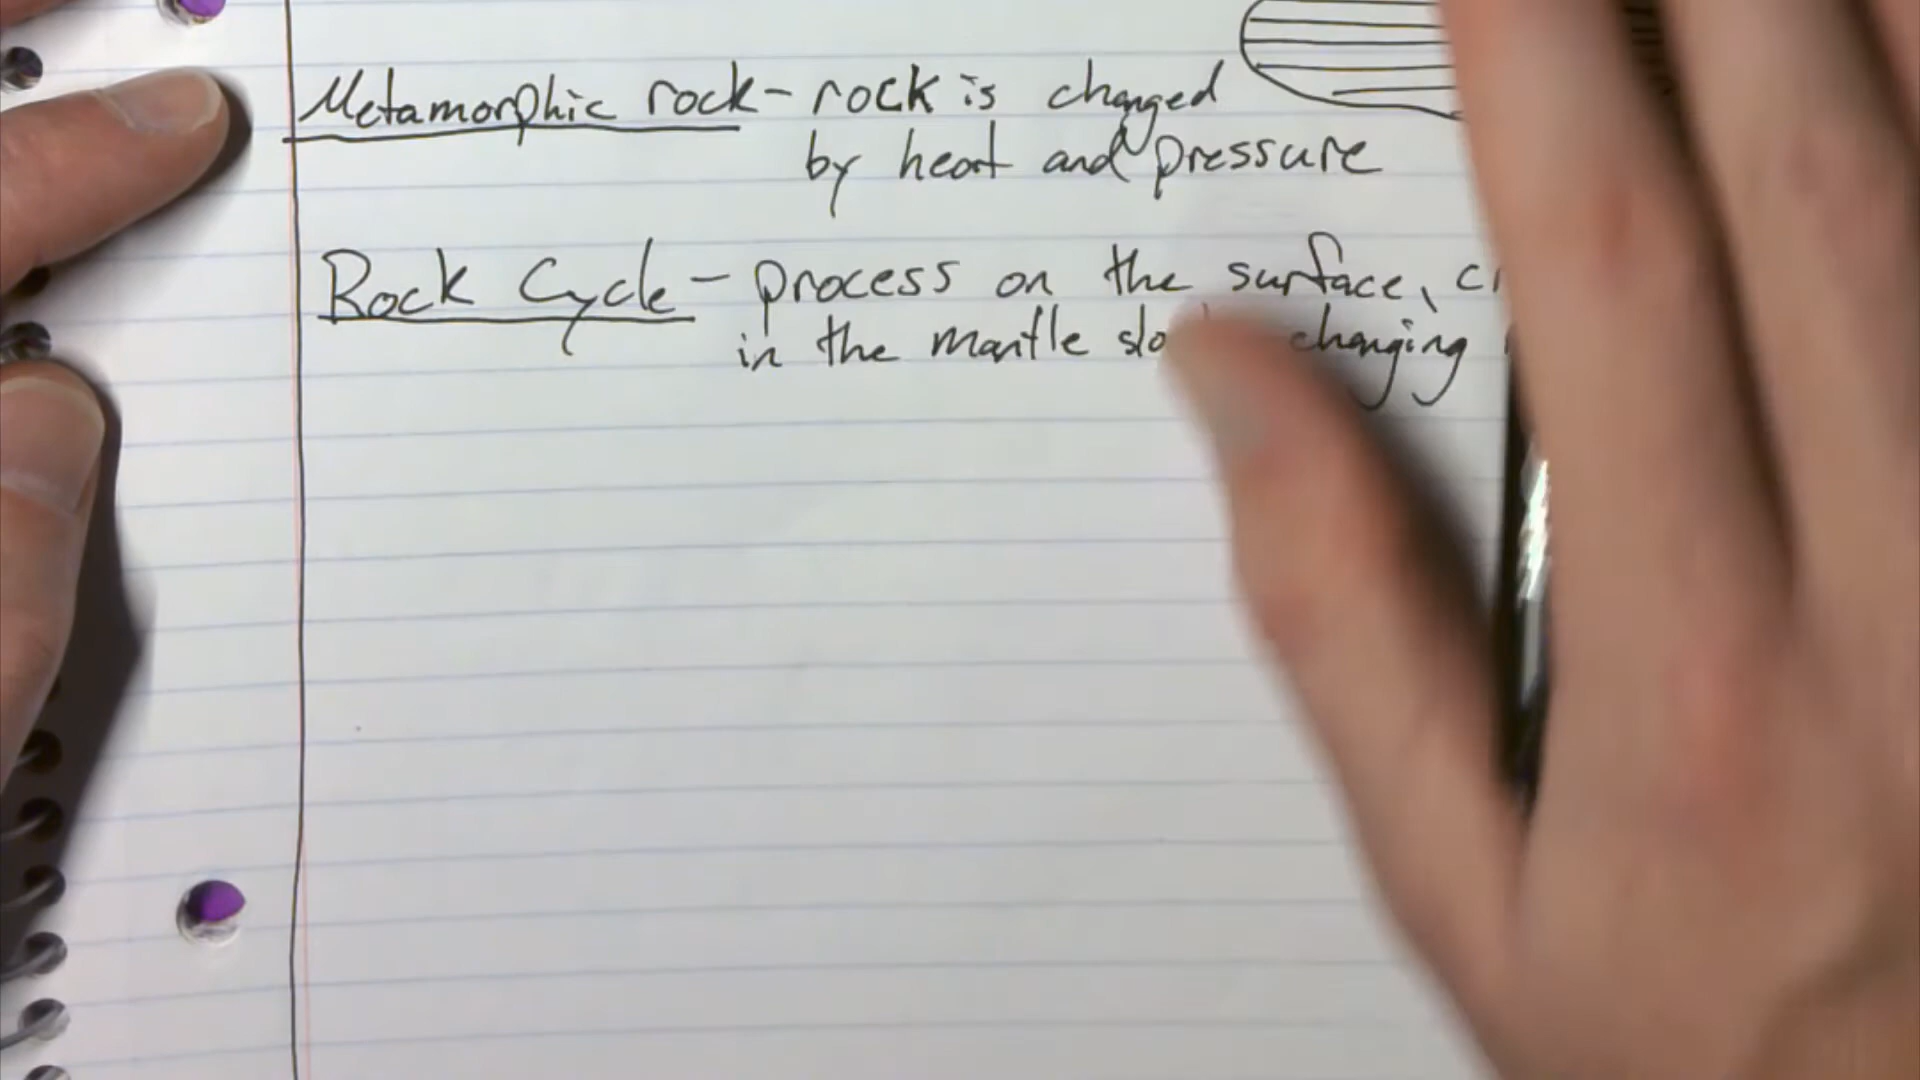 Metamorphic rock - rock is changed
by heat and pressure
Rock Cycle - process on the surface,
in the mantle changing